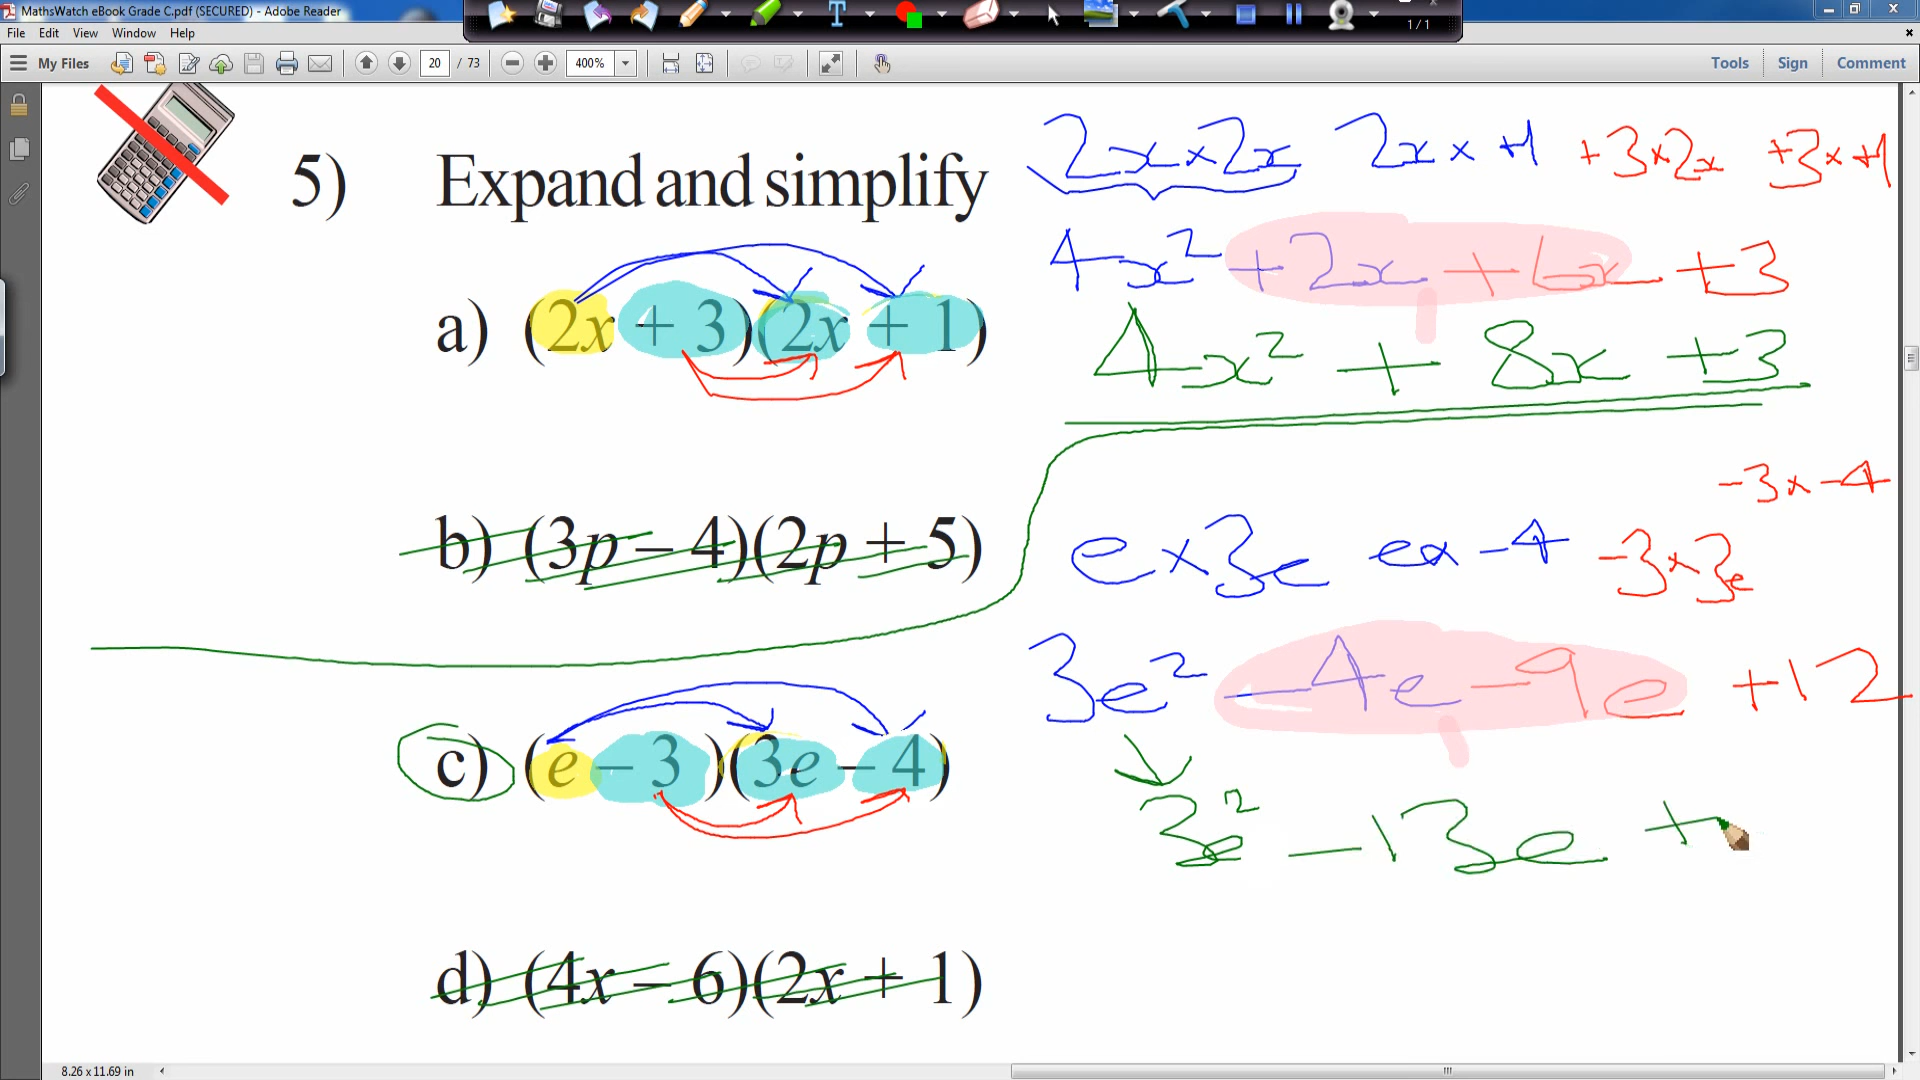 MathsWatch eBook Grade C.pdf (SECURED) - Adobe Reader
File Edit View Window Help
1 / 1
My Files 20 / 73 400% Tools Sign Comment
5) Expand and simplify
2x×2x 2x×+1 +3×2x +3×+1
4x² +2x +6x +3
a) (2x + 3)(2x + 1)
4x² + 8x +3
-3×-4
b) (3p – 4)(2p + 5)
e×3e e×-4 -3×3e
3e² -4e -9e +12
c) (e – 3)(3e – 4)
3e² -13e +
d) (4x – 6)(2x + 1)
8.26 x 11.69 in